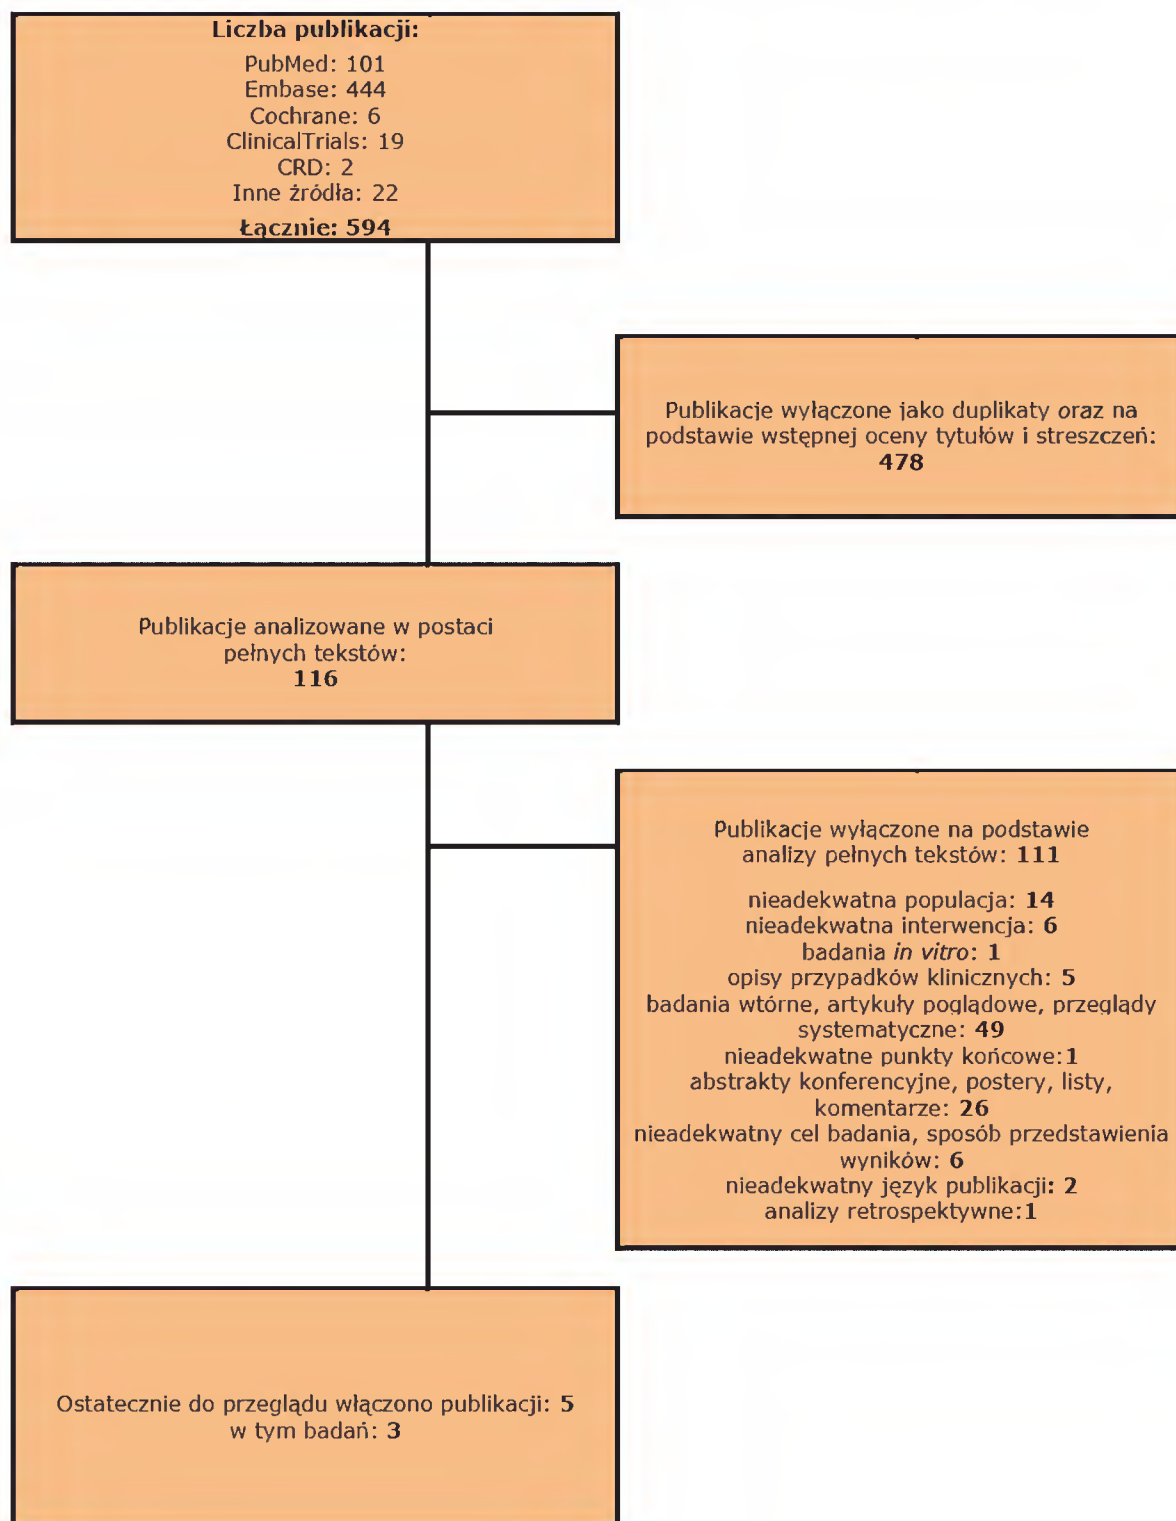 Liczba publikacji:
PubMed: 101
Embase: 444
Cochrane: 6
ClinicalTrials: 19
CRD: 2
Inne źródła: 22
Łącznie: 594
Publikacje wyłączone jako duplikaty oraz na
podstawie wstępnej oceny tytułów i streszczeń:
478
Publikacje analizowane w postaci
pełnych tekstów:
116
Publikacje wyłączone na podstawie
analizy pełnych tekstów: 111
nieadekwatna populacja: 14
nieadekwatna interwencja: 6
badania in vitro: 1
opisy przypadków klinicznych: 5
badania wtórne, artykuły poglądowe, przeglądy
systematyczne: 49
nieadekwatne punkty końcowe:1
abstrakty konferencyjne, postery, listy,
komentarze: 26
nieadekwatny cel badania, sposób przedstawienia
wyników: 6
nieadekwatny język publikacji: 2
analizy retrospektywne:1
Ostatecznie do przeglądu włączono publikacji: 5
w tym badań: 3